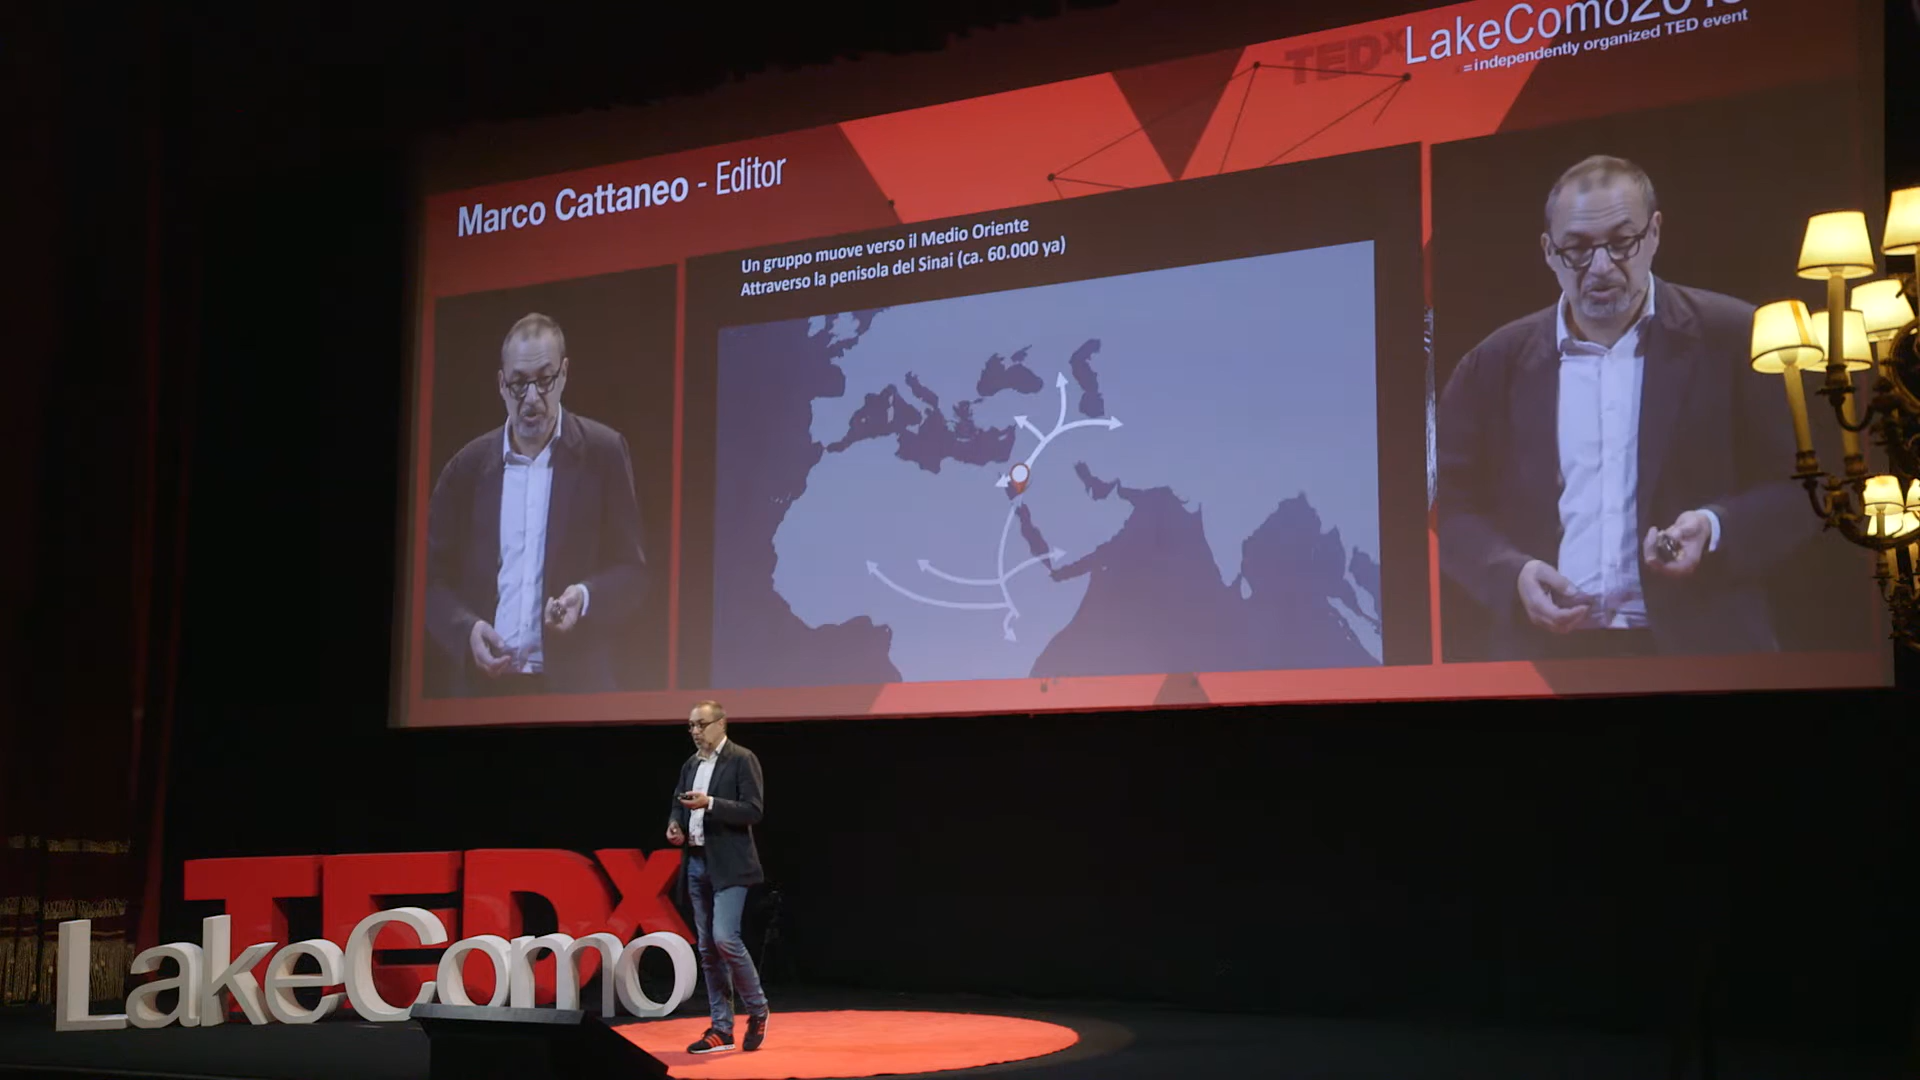 TEDx LakeComo
= independently organized TED event
Marco Cattaneo - Editor
Un gruppo muove verso il Medio Oriente
Attraverso la penisola del Sinai (ca. 60.000 ya)
TEDx
LakeComo